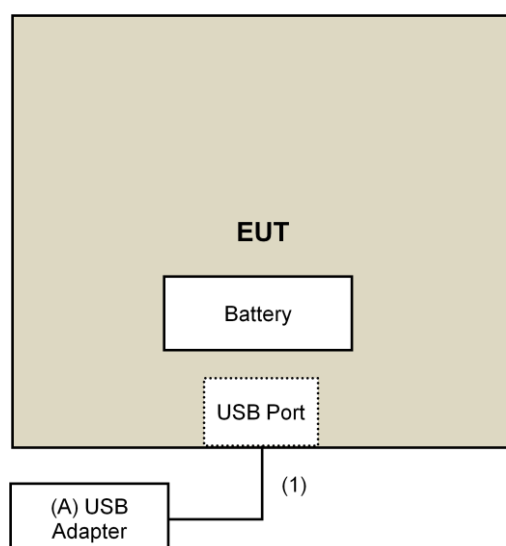 EUT
Battery
USB Port
(1)
(A) USB
Adapter